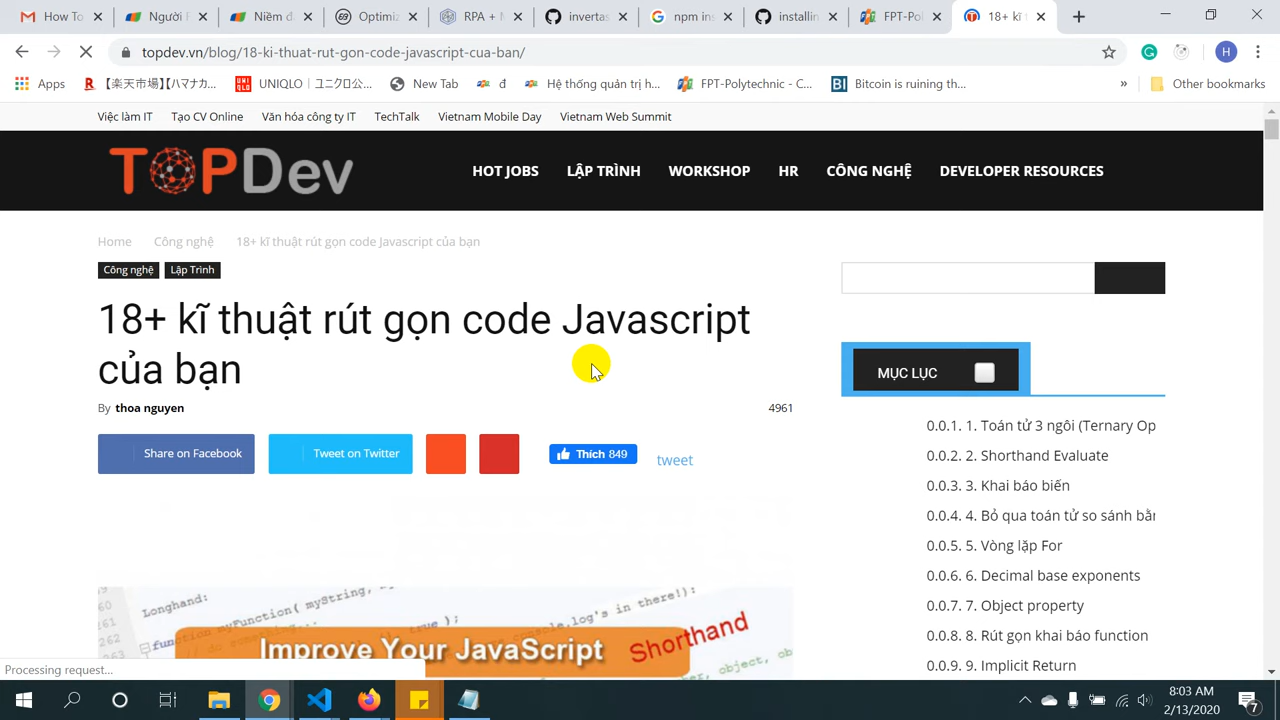 How To
Người F
Niềm đa
Optimiz
RPA + N
invertas
npm ins
installin
FPT-Pol
18+ kĩ t
topdev.vn/blog/18-ki-thuat-rut-gon-code-javascript-cua-ban/
H
Apps
【楽天市場】【ハマナカ...
UNIQLO｜ユニクロ公...
New Tab
đ
Hệ thống quản trị h...
FPT-Polytechnic - C...
Bitcoin is ruining th...
»
Other bookmarks
Việc làm IT
Tạo CV Online
Văn hóa công ty IT
TechTalk
Vietnam Mobile Day
Vietnam Web Summit
TOPDev
HOT JOBS
LẬP TRÌNH
WORKSHOP
HR
CÔNG NGHỆ
DEVELOPER RESOURCES
Home
Công nghệ
18+ kĩ thuật rút gọn code Javascript của bạn
Công nghệ
Lập Trình
18+ kĩ thuật rút gọn code Javascript
của bạn
By thoa nguyen
4961
Share on Facebook
Tweet on Twitter
Thích 849
tweet
MỤC LỤC
0.0.1. 1. Toán tử 3 ngôi (Ternary Op
0.0.2. 2. Shorthand Evaluate
0.0.3. 3. Khai báo biến
0.0.4. 4. Bỏ qua toán tử so sánh bằn
0.0.5. 5. Vòng lặp For
0.0.6. 6. Decimal base exponents
0.0.7. 7. Object property
0.0.8. 8. Rút gọn khai báo function
0.0.9. 9. Implicit Return
Longhand:
myFunction( myString,
console.log's in there!);
Improve Your JavaScript
Shorthand
Processing request...
8:03 AM
2/13/2020
7